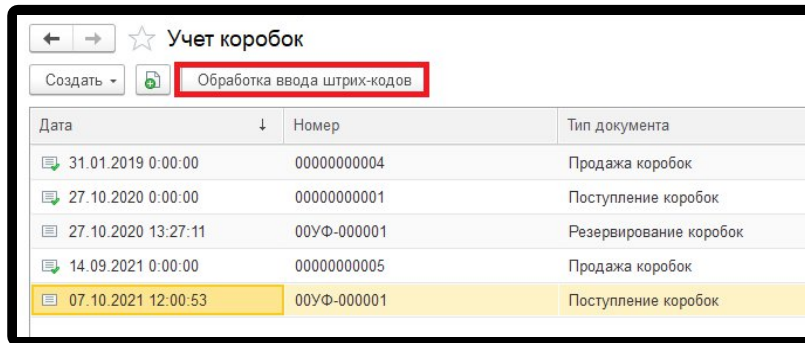 Учет коробок
Создать Обработка ввода штрих-кодов
Дата Номер Тип документа
31.01.2019 0:00:00 00000000004 Продажа коробок
27.10.2020 0:00:00 00000000001 Поступление коробок
27.10.2020 13:27:11 00УФ-000001 Резервирование коробок
14.09.2021 0:00:00 00000000005 Продажа коробок
07.10.2021 12:00:53 00УФ-000001 Поступление коробок